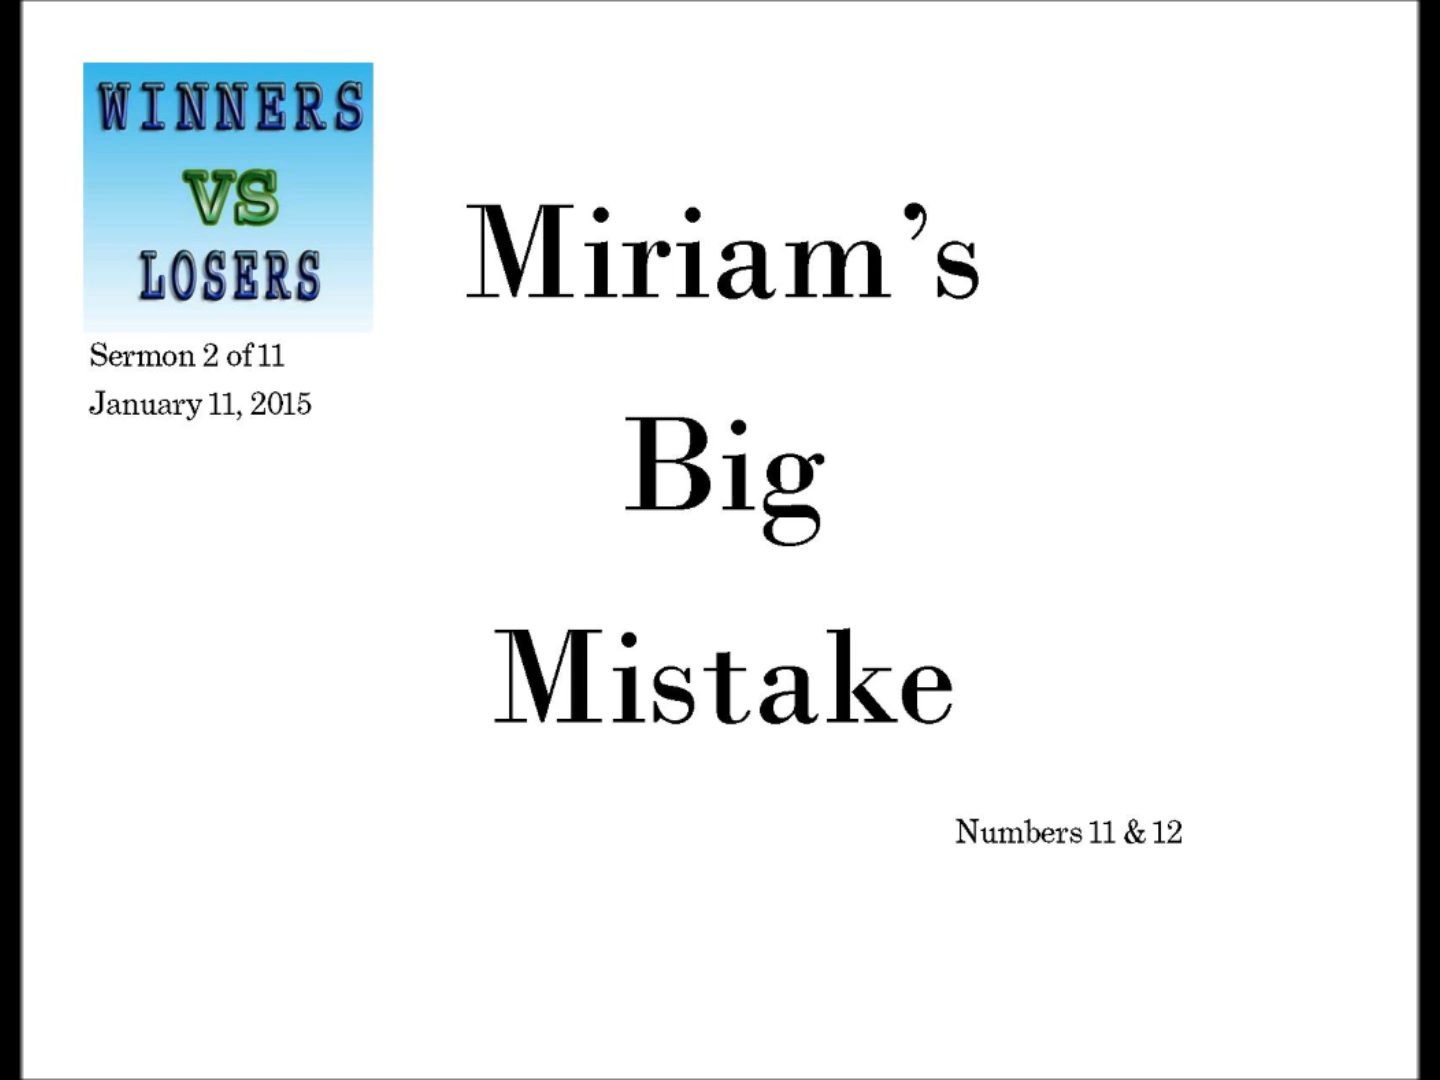 WINNERS
VS
LOSERS
Sermon 2 of 11
January 11, 2015
Miriam’s
Big
Mistake
Numbers 11 & 12